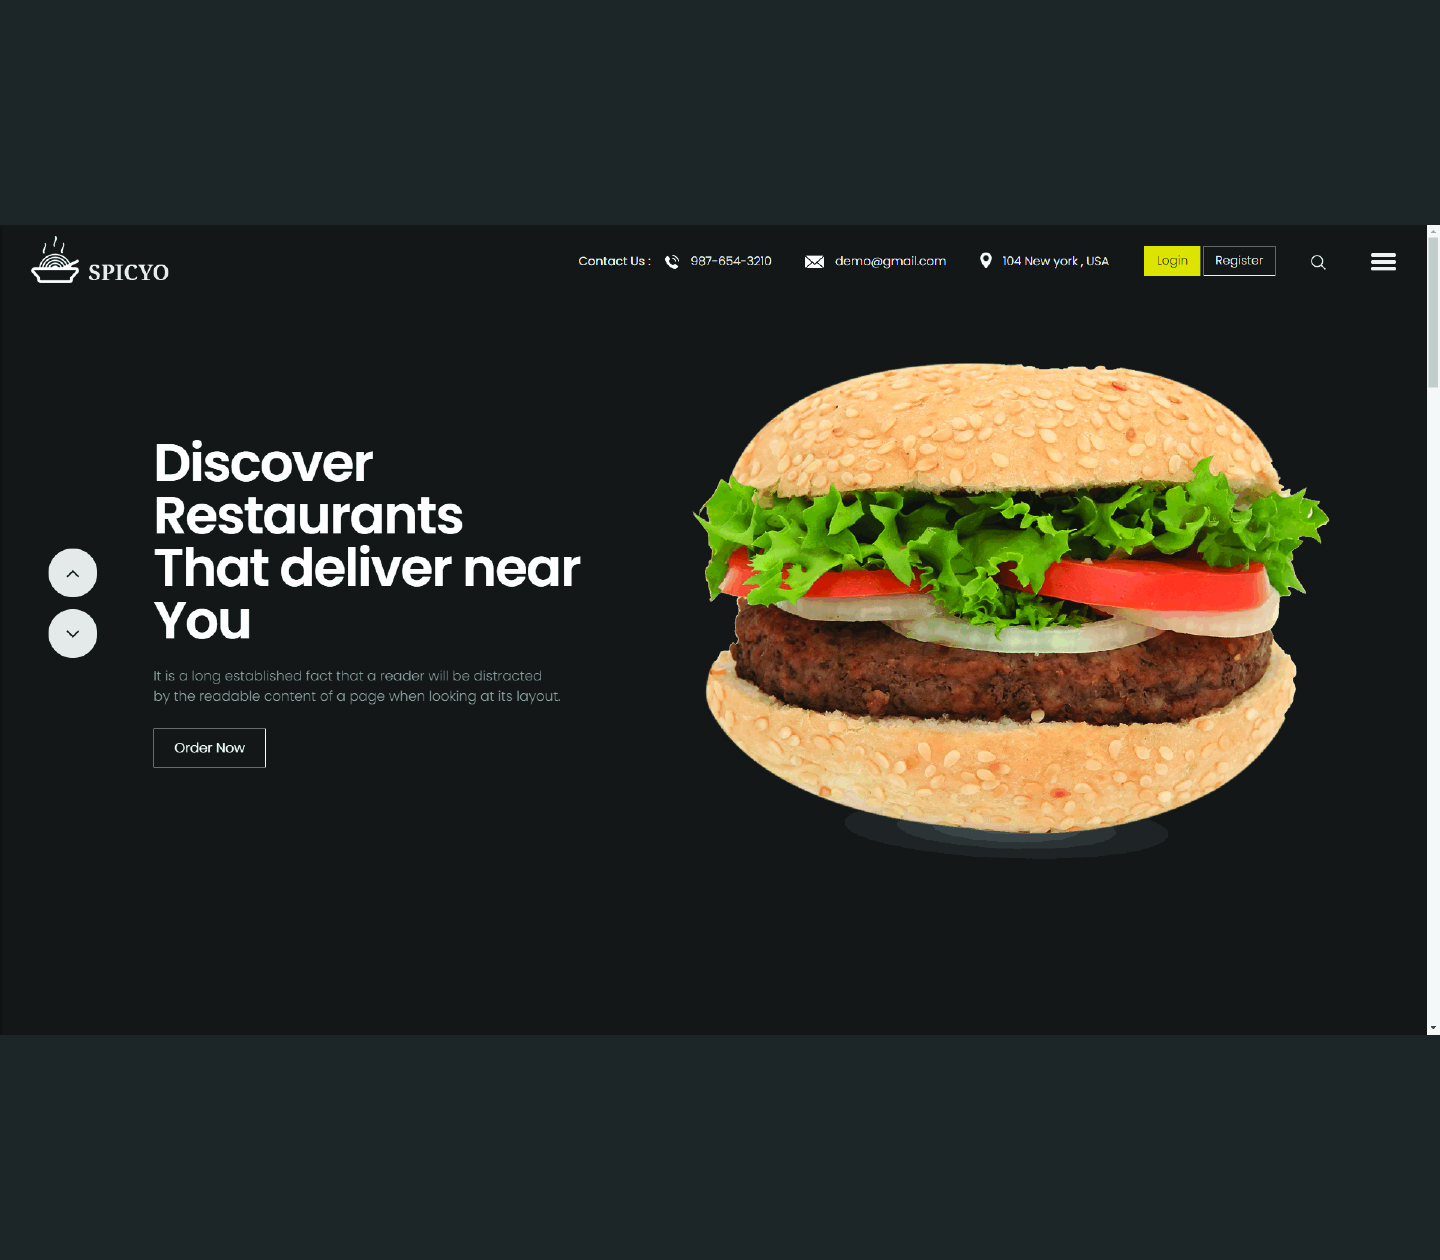 SPICYO
Contact Us : 987-654-3210 demo@gmail.com 104 New york , USA Login Register
Discover
Restaurants
That deliver near
You
It is a long established fact that a reader will be distracted
by the readable content of a page when looking at its layout.
Order Now